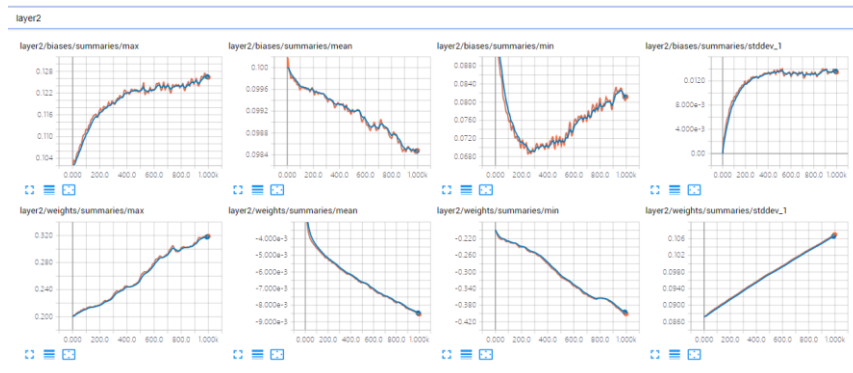 layer2
layer2/biases/summaries/max
0.128
0.122
0.116
0.110
0.104
0.000 200.0 400.0 600.0 800.0 1.000k
layer2/biases/summaries/mean
0.100
0.0996
0.0992
0.0988
0.0984
0.000 200.0 400.0 600.0 800.0 1.000k
layer2/biases/summaries/min
0.0880
0.0840
0.0800
0.0760
0.0720
0.0680
0.000 200.0 400.0 600.0 800.0 1.000k
layer2/biases/summaries/stddev_1
0.0120
8.000e-3
4.000e-3
0.00
0.000 200.0 400.0 600.0 800.0 1.000k
layer2/weights/summaries/max
0.320
0.280
0.240
0.200
0.000 200.0 400.0 600.0 800.0 1.000k
layer2/weights/summaries/mean
-4.000e-3
-5.000e-3
-6.000e-3
-7.000e-3
-8.000e-3
-9.000e-3
0.000 200.0 400.0 600.0 800.0 1.000k
layer2/weights/summaries/min
-0.220
-0.260
-0.300
-0.340
-0.380
-0.420
0.000 200.0 400.0 600.0 800.0 1.000k
layer2/weights/summaries/stddev_1
0.106
0.102
0.0980
0.0940
0.0900
0.0860
0.000 200.0 400.0 600.0 800.0 1.000k